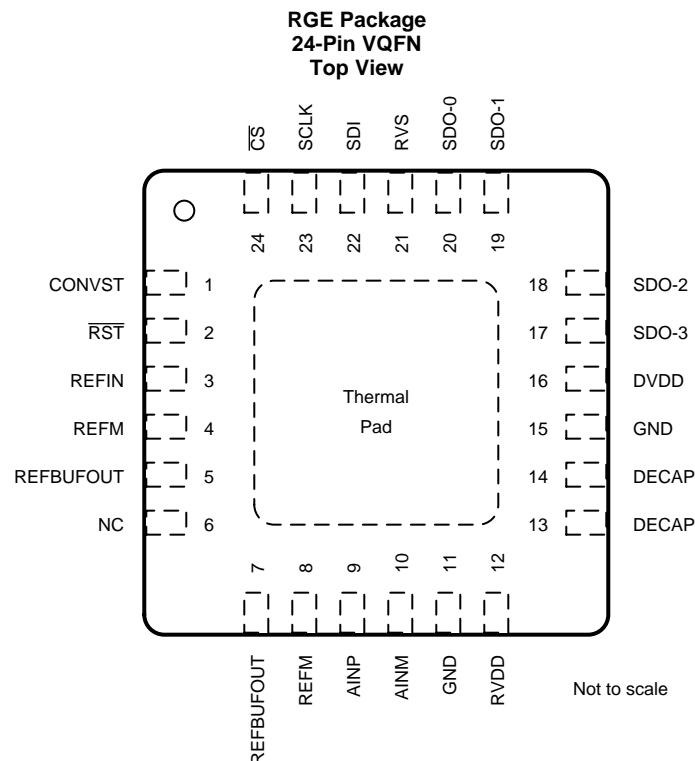 RGE Package
24-Pin VQFN
Top View
C̅S̅
SCLK
SDI
RVS
SDO-0
SDO-1
24
23
22
21
20
19
CONVST 1
R̅S̅T̅ 2
REFIN 3
REFM 4
REFBUFOUT 5
NC 6
Thermal
Pad
18 SDO-2
17 SDO-3
16 DVDD
15 GND
14 DECAP
13 DECAP
7
8
9
10
11
12
REFBUFOUT
REFM
AINP
AINM
GND
RVDD
Not to scale